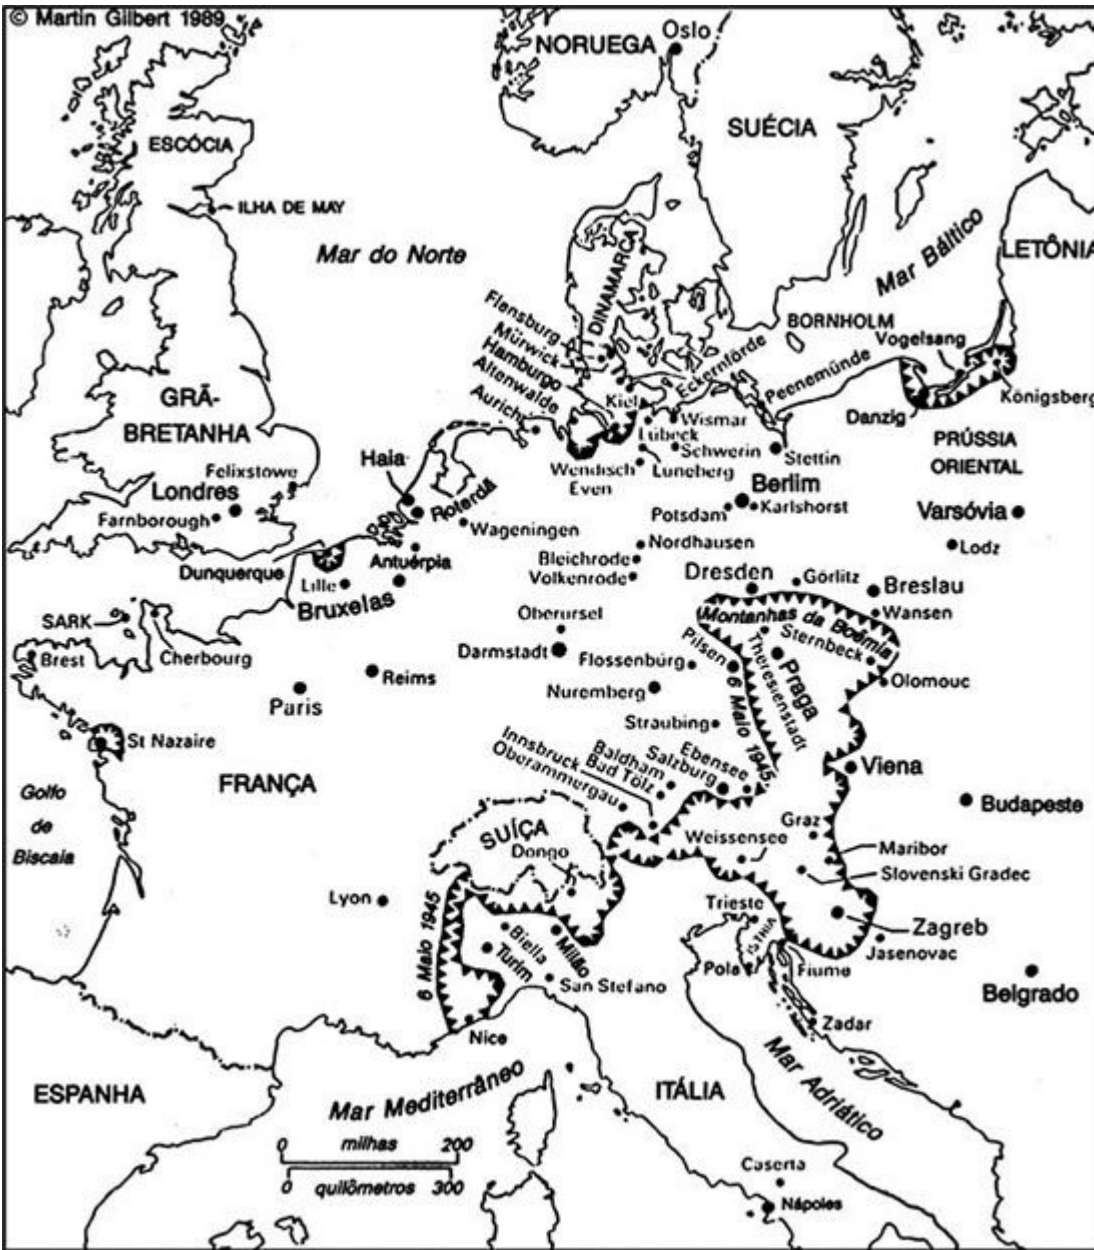 © Martin Gilbert 1989
NORUEGA
Oslo
SUÉCIA
ESCÓCIA
ILHA DE MAY
Mar do Norte
DINAMARCA
Mar Báltico
LETÔNIA
BORNHOLM
Vogelsang
Flensburg
Mürwick
Hamburgo
Altenwalde
Aurich
Kiel
Eckernförde
Peenemünde
Danzig
Königsberg
GRÃ-
BRETANHA
Wismar
Lübeck
Schwerin
Stettin
Wendisch
Even
Luneberg
PRÚSSIA
ORIENTAL
Felixstowe
Londres
Farnborough
Haia
Roterdã
Wageningen
Berlim
Potsdam
Karlshorst
Varsóvia
Lodz
Dunquerque
Antuérpia
Lille
Bruxelas
Nordhausen
Bleichrode
Volkenrode
Dresden
Görlitz
Breslau
Wansen
SARK
Cherbourg
Brest
Oberursel
Darmstadt
Montanhas da Boêmia
Sternbeck
Theresienstadt
Praga
Pilsen
Flossenbürg
Olomouc
Reims
Paris
Nuremberg
Straubing
6 Maio 1945
St Nazaire
Innsbruck
Oberammergau
Baldham
Bad Tölz
Ebensee
Salzburg
Viena
Golfo
de
Biscaia
FRANÇA
Budapeste
SUÍÇA
Dongo
Weissensee
Graz
Maribor
Slovenski Gradec
Lyon
6 Maio 1945
Biella
Turim
Milão
San Stefano
Trieste
ISTRIA
Pola
Fiume
Zagreb
Jasenovac
Belgrado
Nice
Zadar
ESPANHA
Mar Mediterrâneo
ITÁLIA
Mar Adriático
0 milhas 200
0 quilômetros 300
Caserta
Nápoles